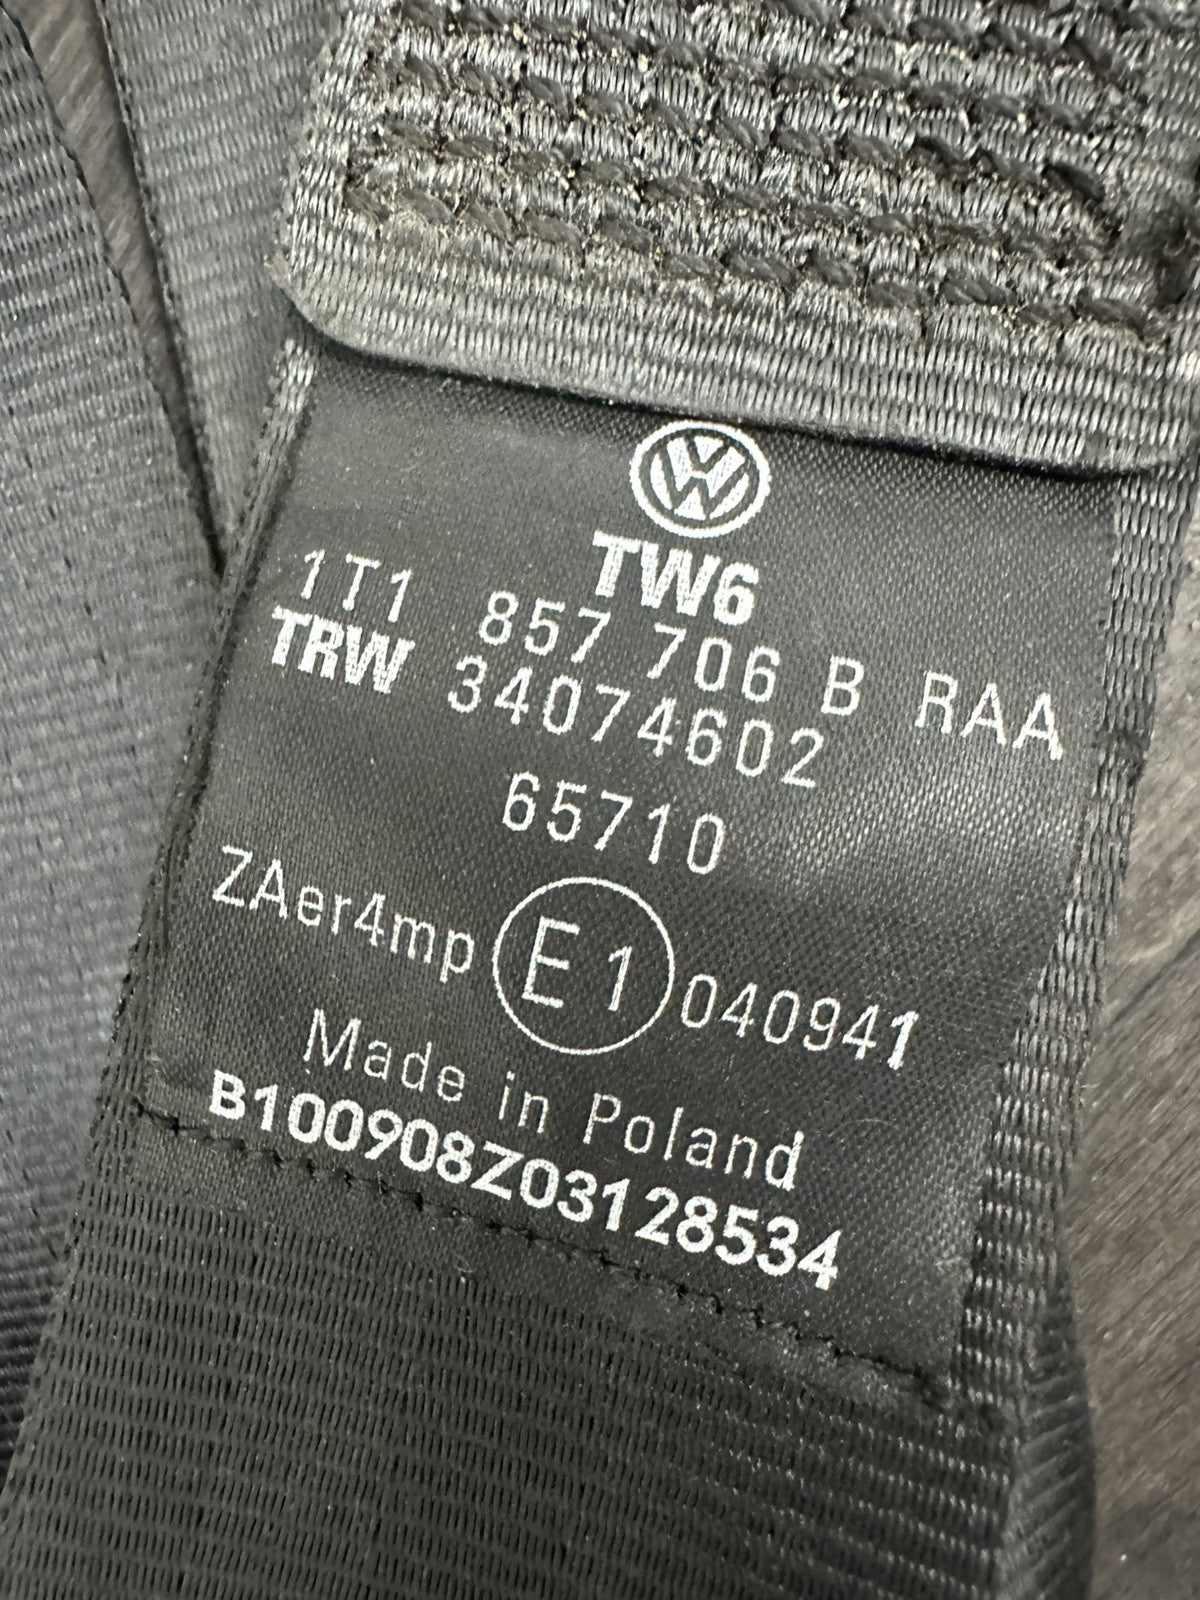 TW6
1T1 857 706 B RAA
TRW 34074602
65710
ZAer4mp E1 040941
Made in Poland
B100908Z03128534